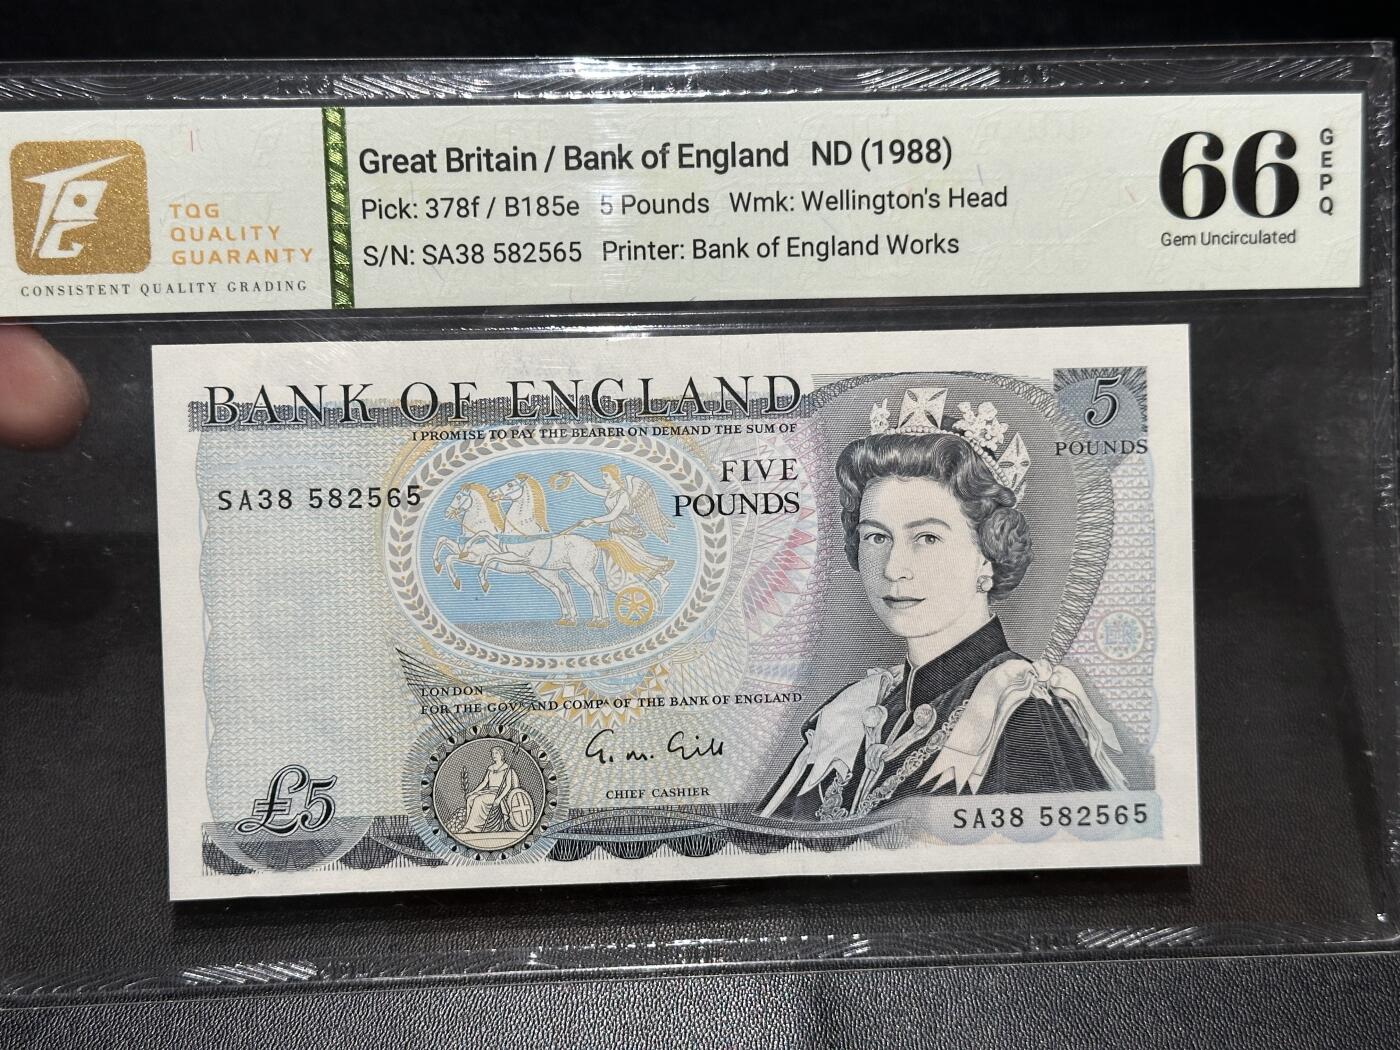 TQG
QUALITY
GUARANTY
CONSISTENT QUALITY GRADING
Great Britain / Bank of England ND (1988)
Pick: 378f / B185e 5 Pounds Wmk: Wellington's Head
S/N: SA38 582565 Printer: Bank of England Works
66
GEPQ
Gem Uncirculated
BANK OF ENGLAND
I PROMISE TO PAY THE BEARER ON DEMAND THE SUM OF
FIVE
POUNDS
5
POUNDS
SA38 582565
LONDON
FOR THE GOVR AND COMPA OF THE BANK OF ENGLAND
G. M. Gill
CHIEF CASHIER
£5
SA38 582565